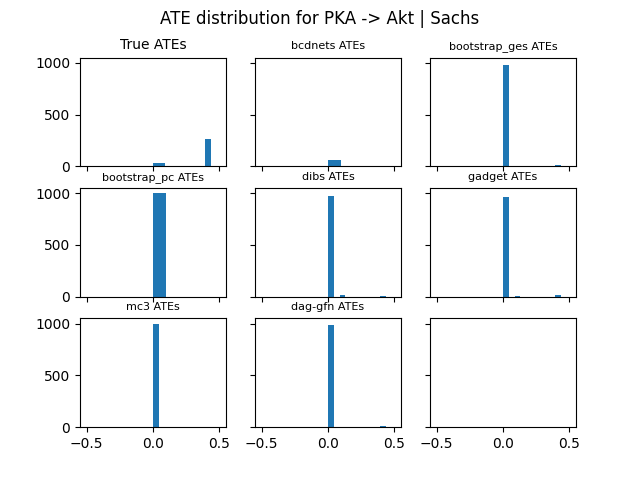 ATE distribution for PKA -> Akt | Sachs
True ATEs
bcdnets ATEs
bootstrap_ges ATEs
1000
500
0
bootstrap_pc ATEs
dibs ATEs
gadget ATEs
1000
500
0
mc3 ATEs
dag-gfn ATEs
1000
500
0
−0.5 0.0 0.5
−0.5 0.0 0.5
−0.5 0.0 0.5